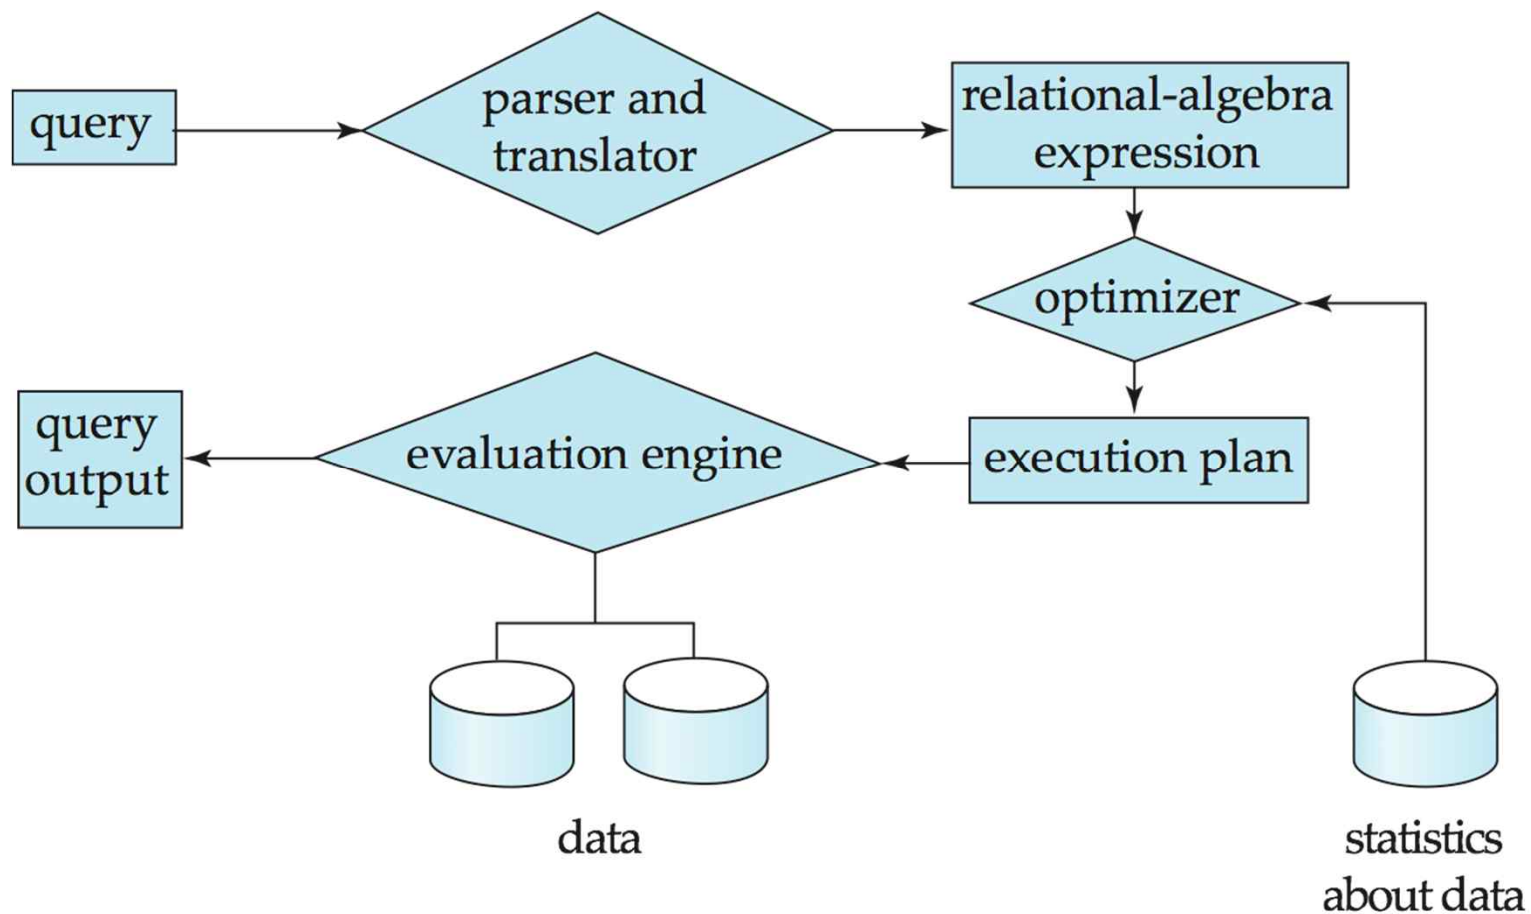 query
parser and
translator
relational-algebra
expression
optimizer
query
output
evaluation engine
execution plan
data
statistics
about data